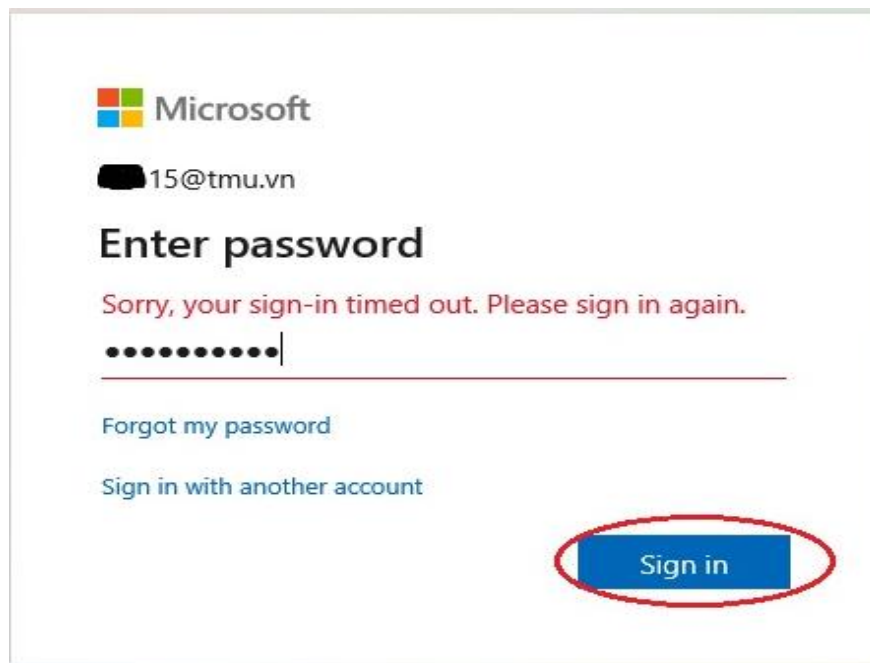 Microsoft
15@tmu.vn
Enter password
Sorry, your sign-in timed out. Please sign in again.
Forgot my password
Sign in with another account
Sign in